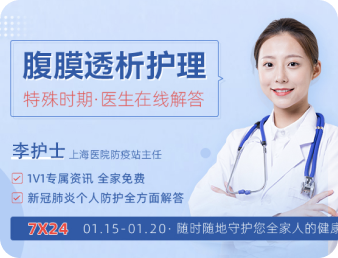 腹膜透析护理
特殊时期·医生在线解答
李护士 上海医院防疫站主任
1V1专属资讯 全家免费
新冠肺炎个人防护全方面解答
7X24 01.15-01.20· 随时随地守护您全家人的健康